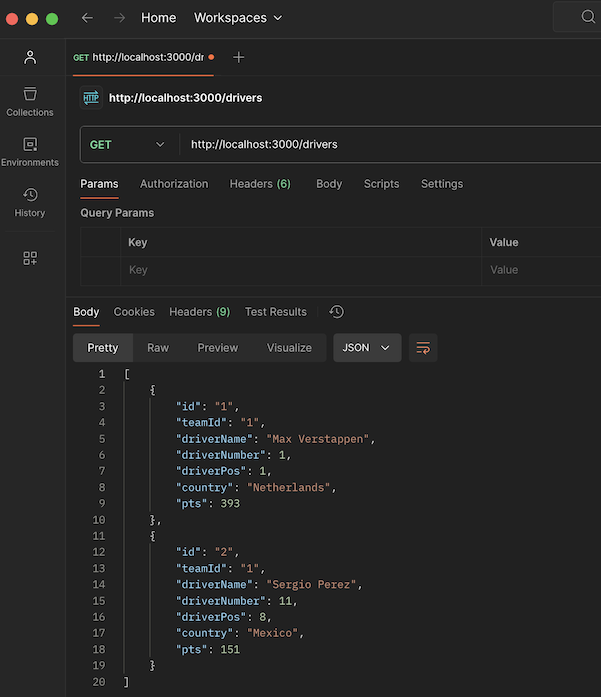 Home Workspaces
GET http://localhost:3000/dr
HTTP http://localhost:3000/drivers
Collections
GET http://localhost:3000/drivers
Environments
Params Authorization Headers (6) Body Scripts Settings
History
Query Params
Key Value
Key Value
Body Cookies Headers (9) Test Results
Pretty Raw Preview Visualize JSON
1 [
2 {
3 "id": "1",
4 "teamId": "1",
5 "driverName": "Max Verstappen",
6 "driverNumber": 1,
7 "driverPos": 1,
8 "country": "Netherlands",
9 "pts": 393
10 },
11 {
12 "id": "2",
13 "teamId": "1",
14 "driverName": "Sergio Perez",
15 "driverNumber": 11,
16 "driverPos": 8,
17 "country": "Mexico",
18 "pts": 151
19 }
20 ]